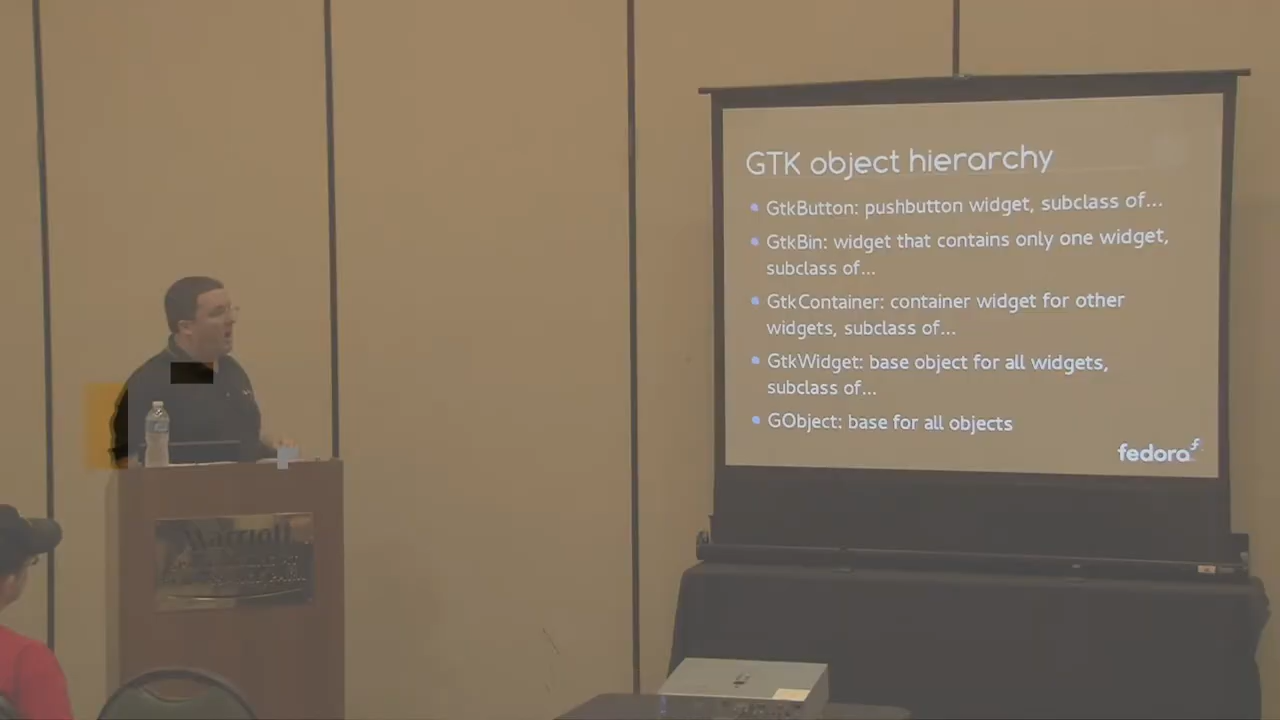 GTK object hierarchy
• GtkButton: pushbutton widget, subclass of...
• GtkBin: widget that contains only one widget,
subclass of...
• GtkContainer: container widget for other
widgets, subclass of...
• GtkWidget: base object for all widgets,
subclass of...
• GObject: base for all objects
fedora
Marriott